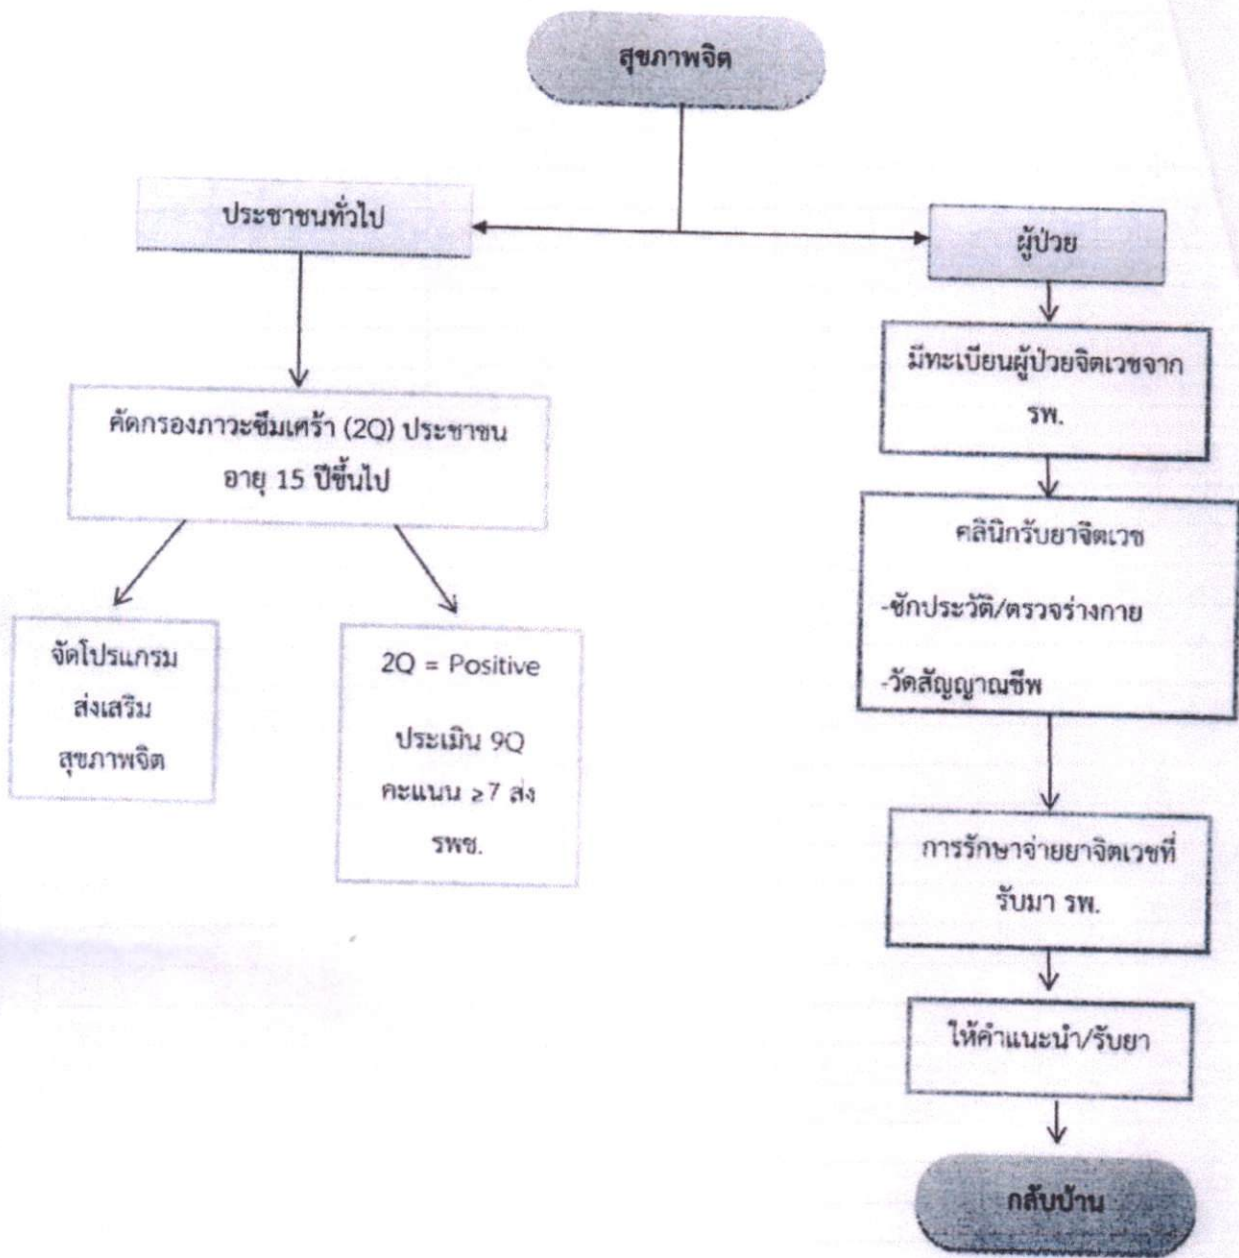 สุขภาพจิต
ประชาชนทั่วไป
ผู้ป่วย
คัดกรองภาวะซึมเศร้า (2Q) ประชาชน
อายุ 15 ปีขึ้นไป
จัดโปรแกรม
ส่งเสริม
สุขภาพจิต
2Q = Positive
ประเมิน 9Q
คะแนน ≥7 ส่ง
รพช.
มีทะเบียนผู้ป่วยจิตเวชจาก
รพ.
คลินิกรับยาจิตเวช
-ซักประวัติ/ตรวจร่างกาย
-วัดสัญญาณชีพ
การรักษาจ่ายยาจิตเวชที่
รับมา รพ.
ให้คำแนะนำ/รับยา
กลับบ้าน